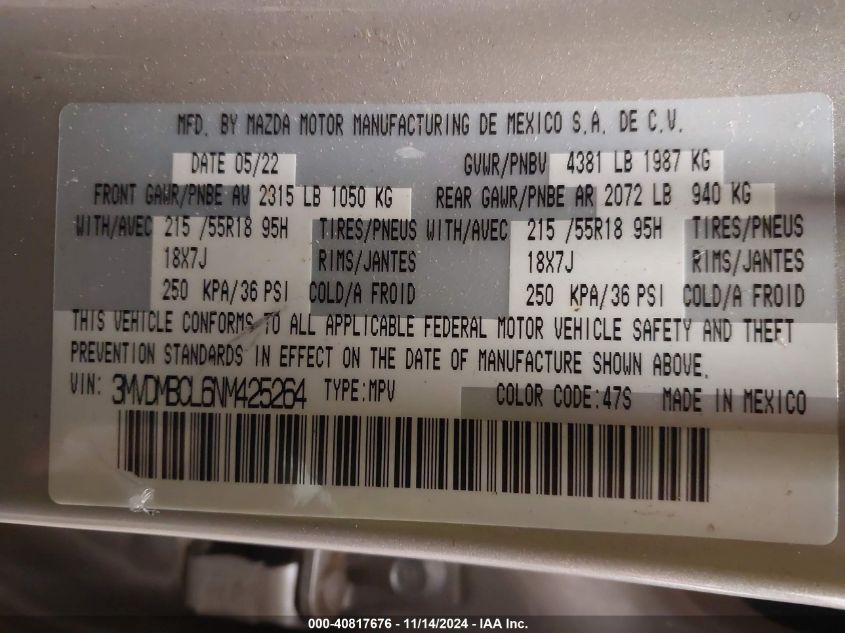 MFD. BY MAZDA MOTOR MANUFACTURING DE MEXICO S.A. DE C.V.
DATE 05/22 GVWR/PNBV 4381 LB 1987 KG
FRONT GAWR/PNBE AV 2315 LB 1050 KG REAR GAWR/PNBE AR 2072 LB 940 KG
WITH/AVEC 215 /55R18 95H TIRES/PNEUS WITH/AVEC 215 /55R18 95H TIRES/PNEUS
18X7J RIMS/JANTES 18X7J RIMS/JANTES
250 KPA/36 PSI COLD/A FROID 250 KPA/36 PSI COLD/A FROID
THIS VEHICLE CONFORMS TO ALL APPLICABLE FEDERAL MOTOR VEHICLE SAFETY AND THEFT
PREVENTION STANDARDS IN EFFECT ON THE DATE OF MANUFACTURE SHOWN ABOVE.
VIN: 3MVDMBCL6NM425264 TYPE:MPV COLOR CODE:47S MADE IN MEXICO
000-40817676 - 11/14/2024 - IAA Inc.